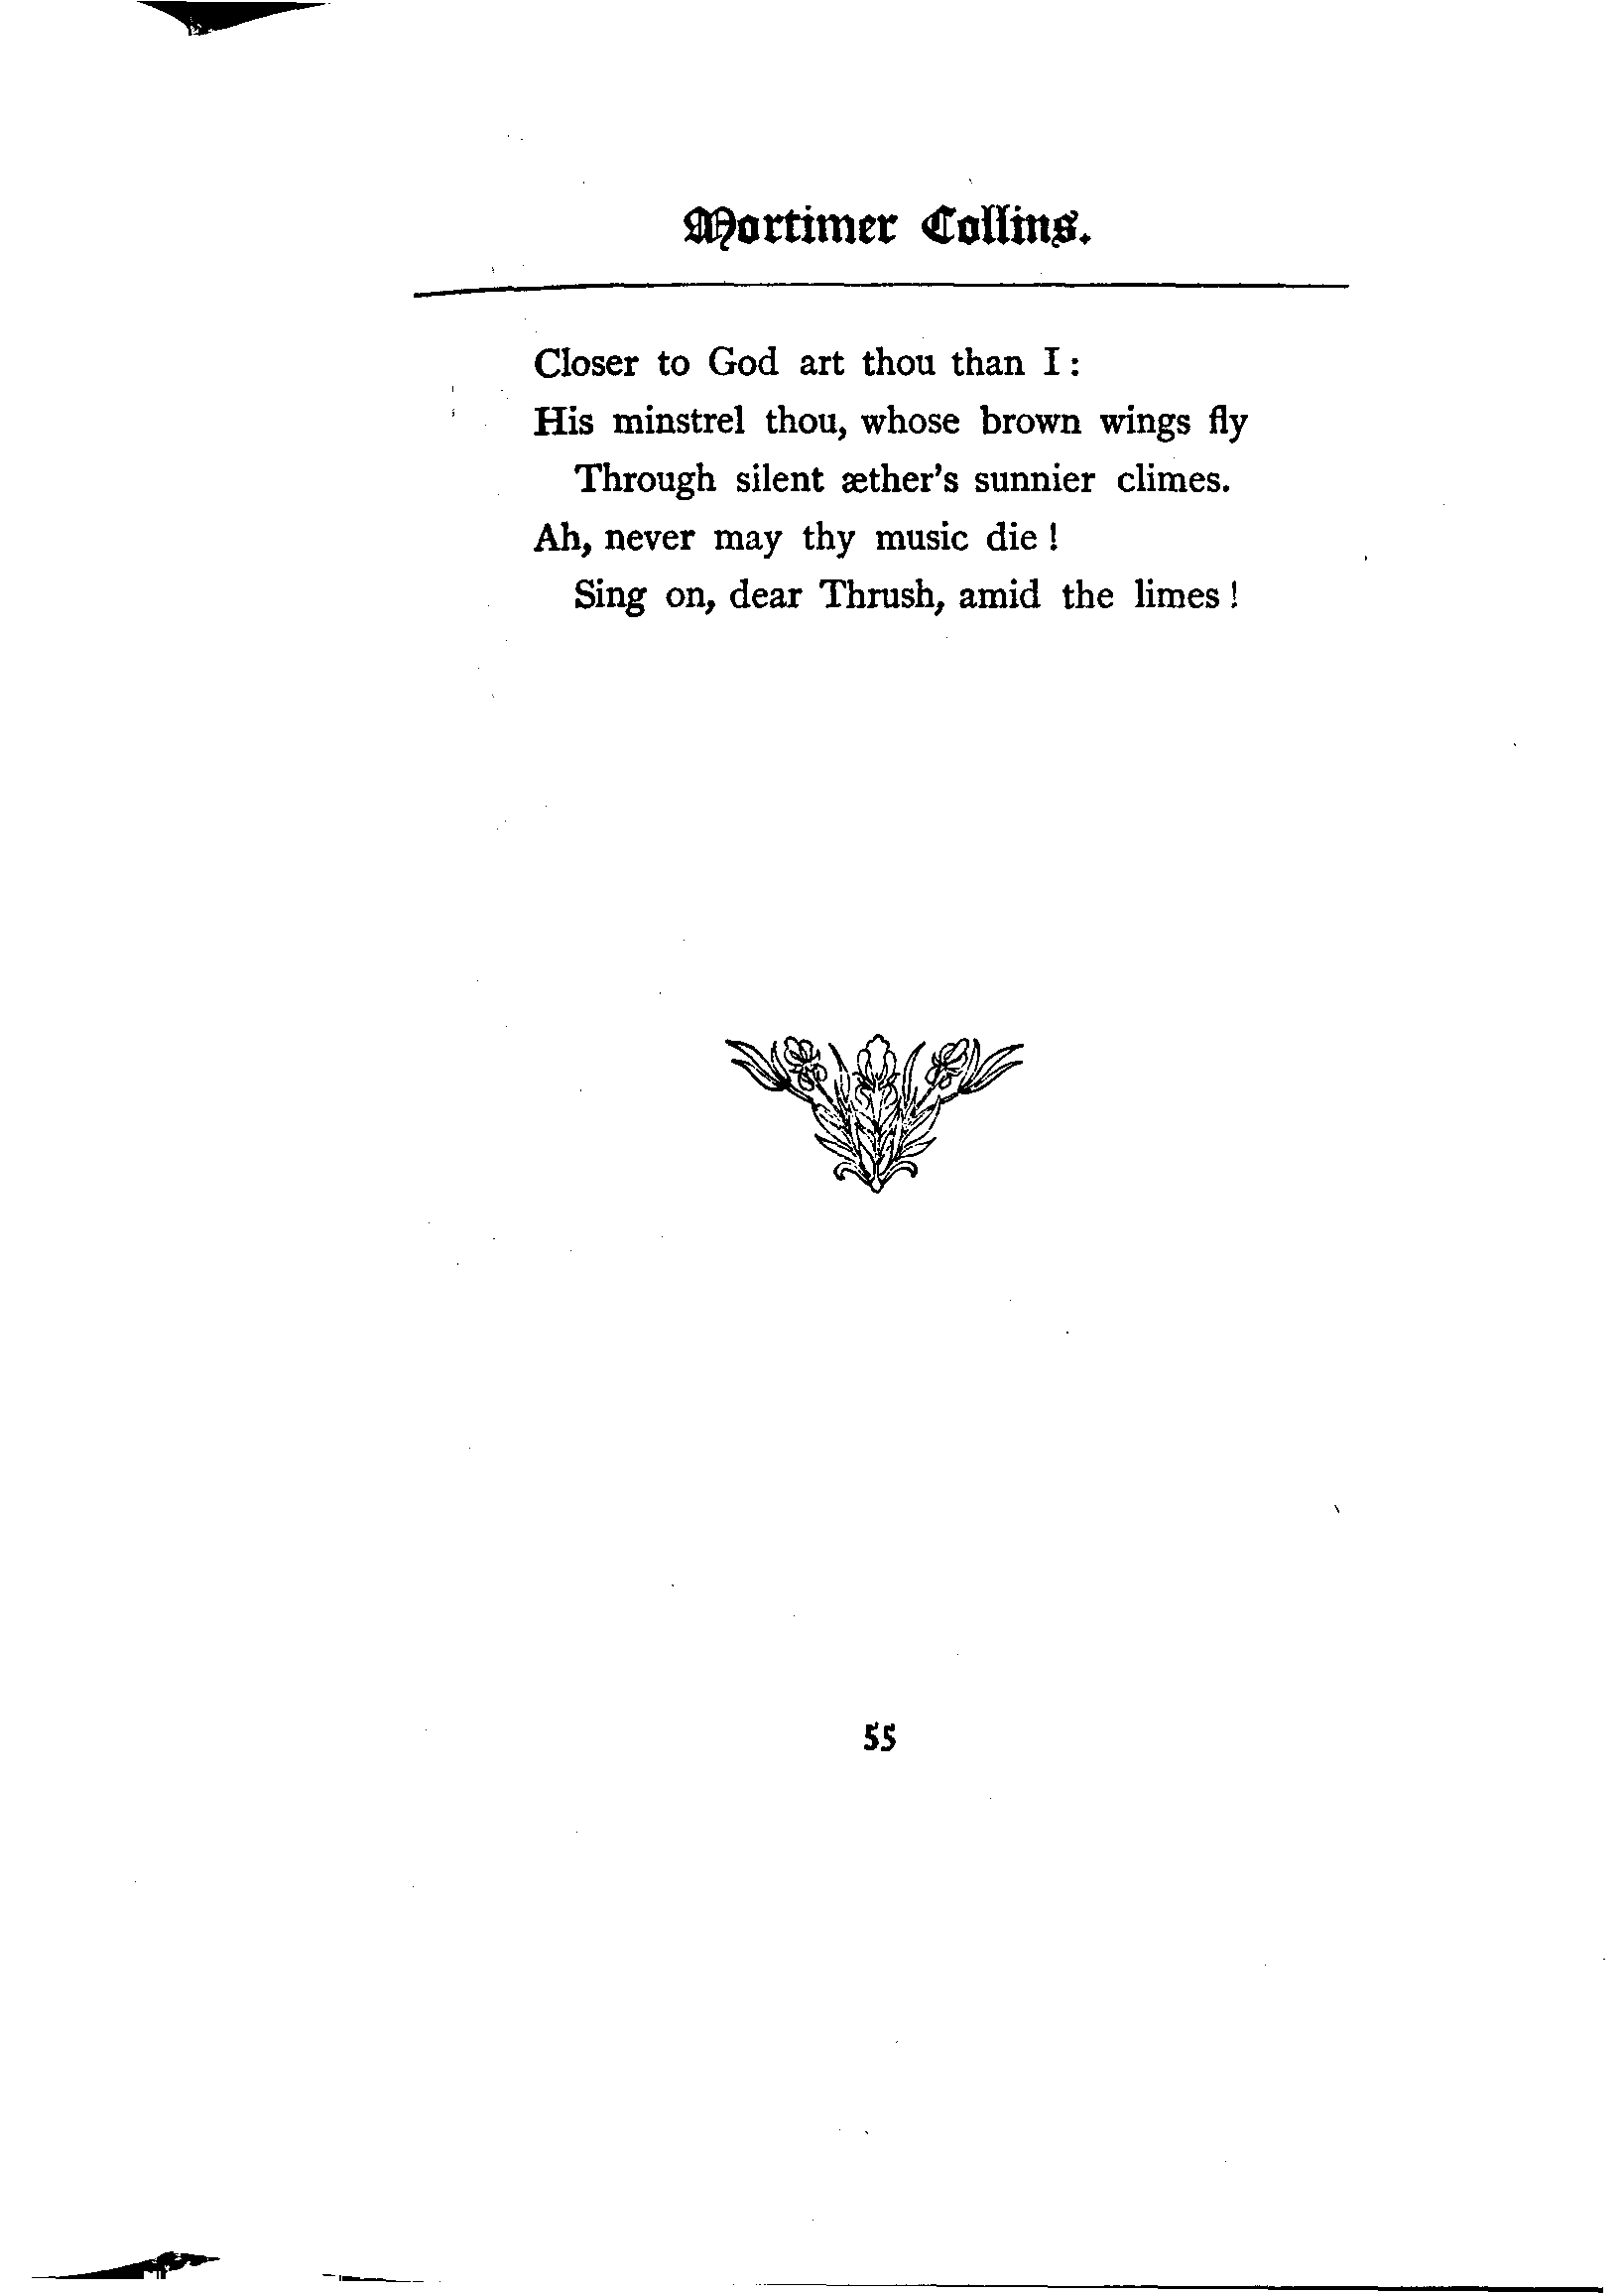 Mortimer Collins.
Closer to God art thou than I :
His minstrel thou, whose brown wings fly
Through silent æther's sunnier climes.
Ah, never may thy music die !
Sing on, dear Thrush, amid the limes !
55